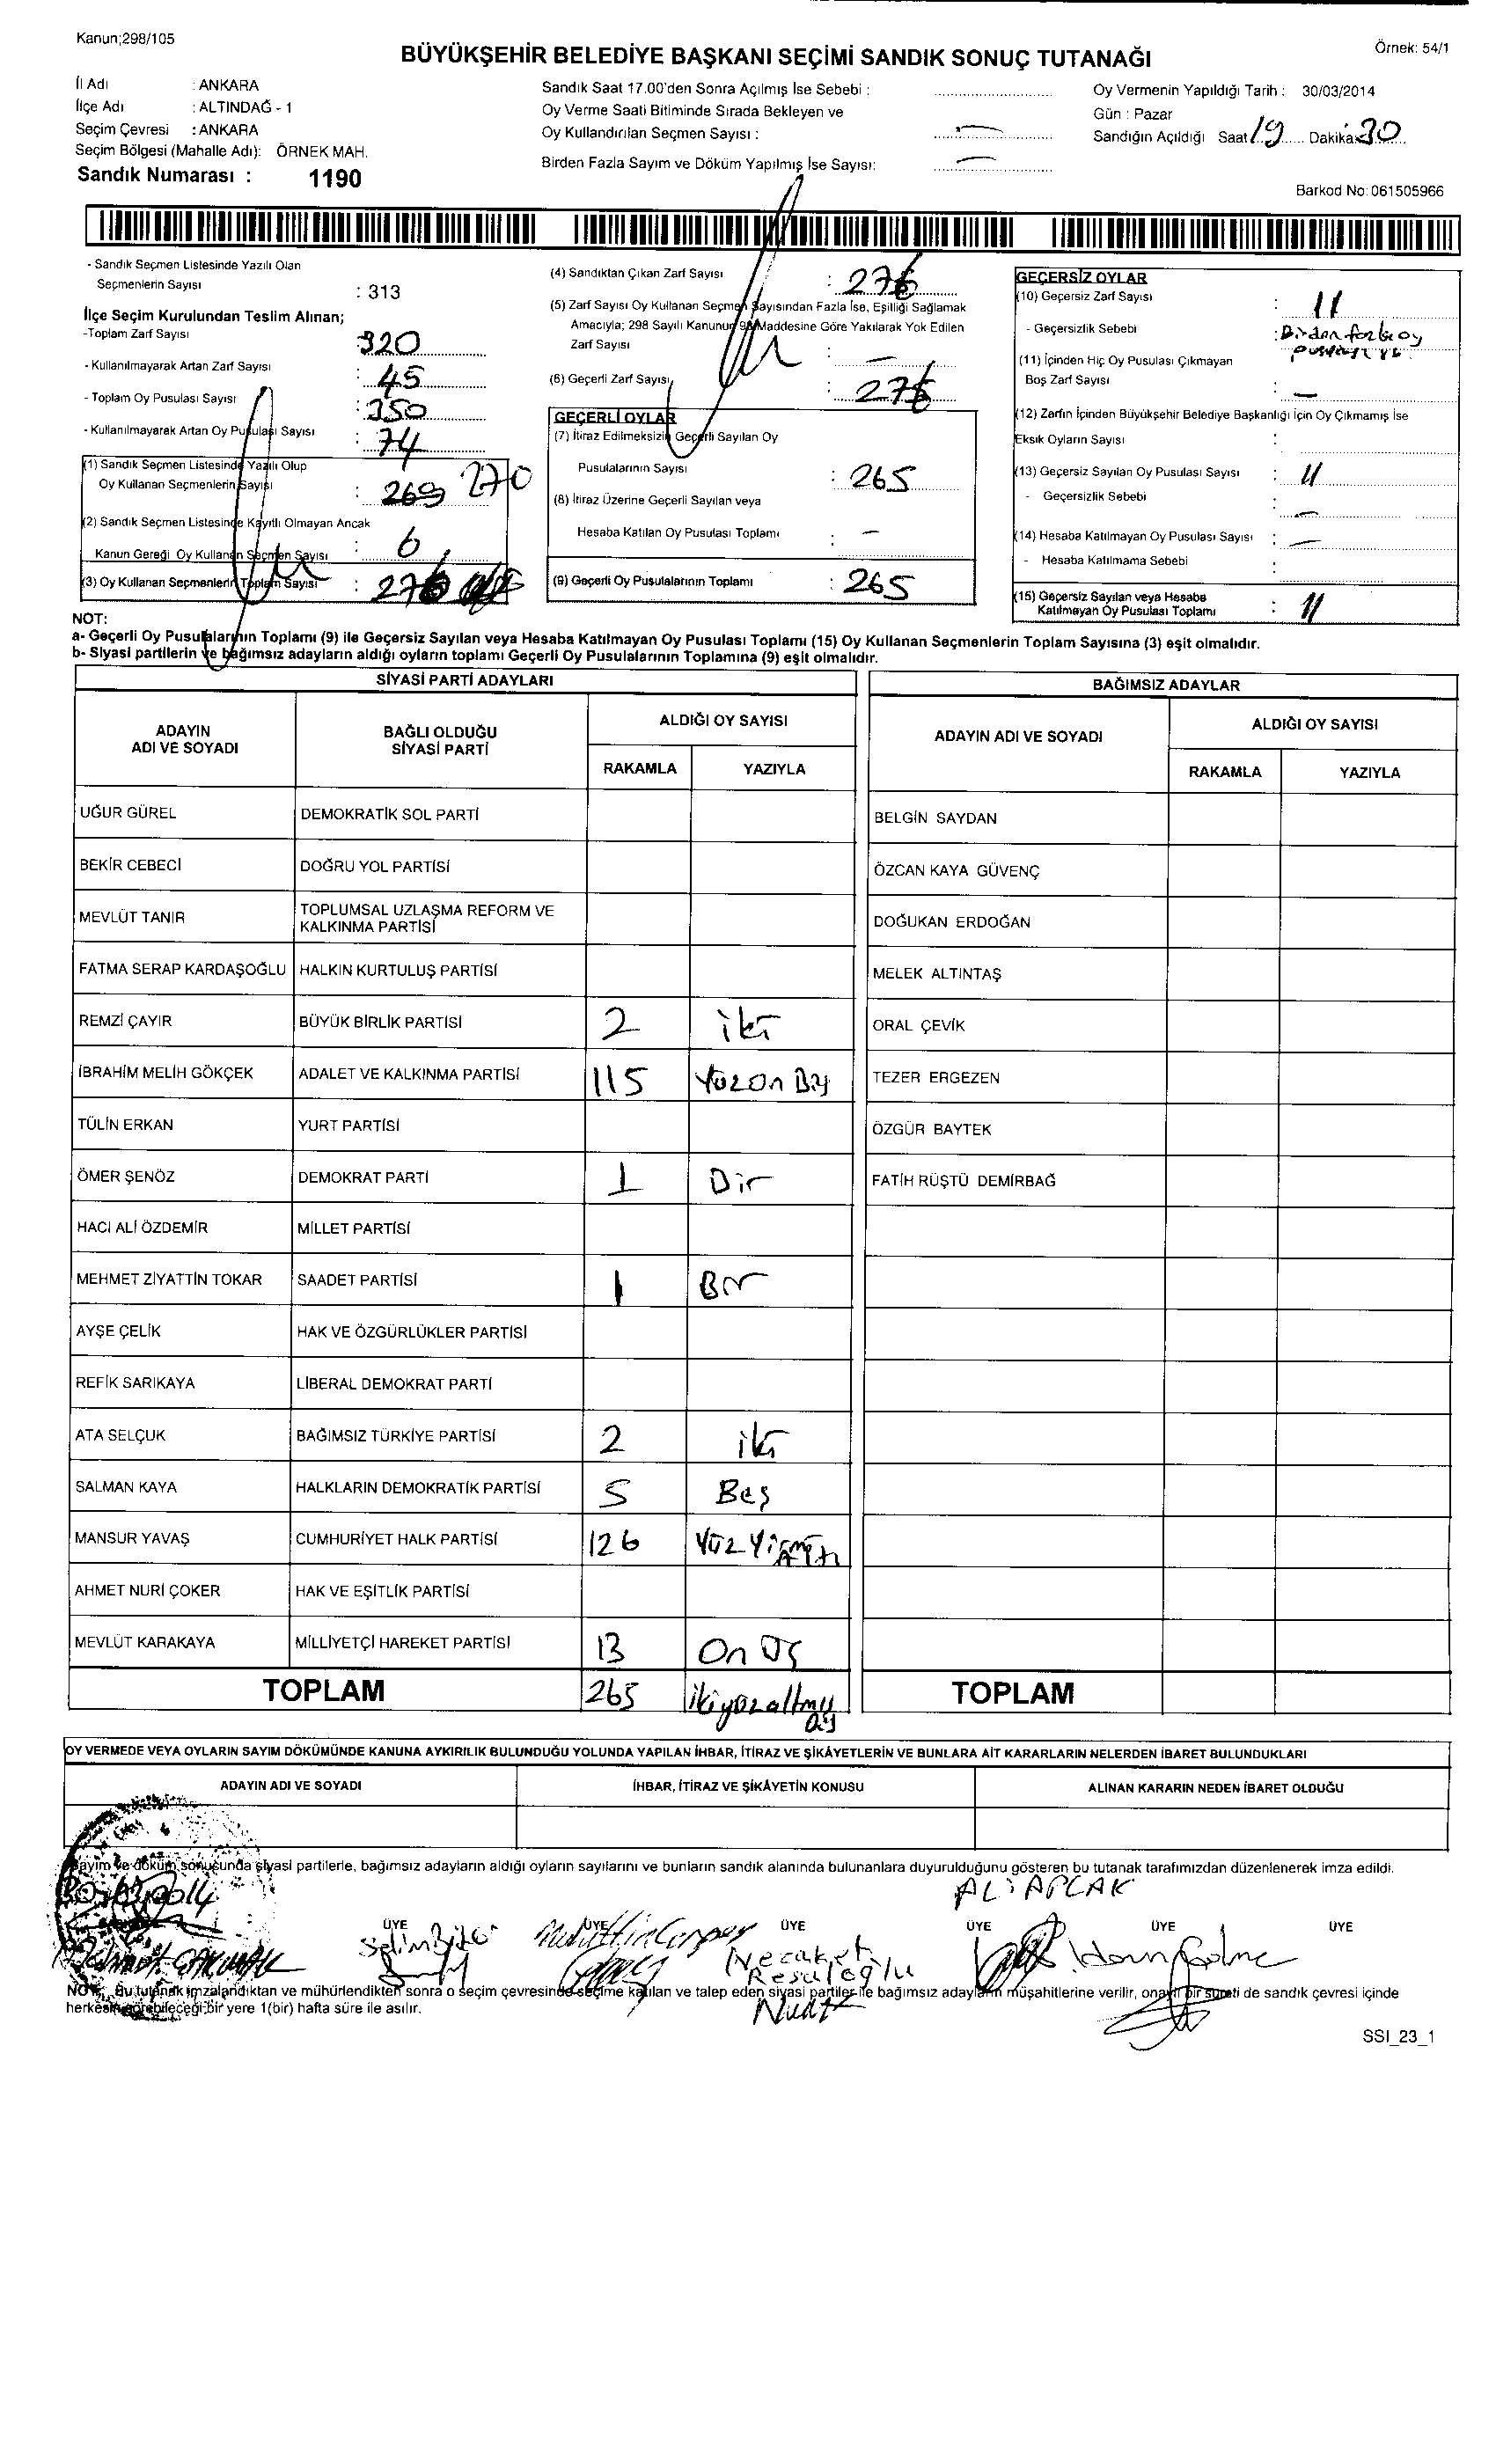 Kanun;298/105
Örnek: 54/1
BÜYÜKŞEHİR BELEDİYE BAŞKANI SEÇİMİ SANDIK SONUÇ TUTANAĞI
İl Adı : ANKARA
İlçe Adı : ALTINDAĞ - 1
Seçim Çevresi : ANKARA
Seçim Bölgesi (Mahalle Adı): ÖRNEK MAH.
Sandık Numarası : 1190
Sandık Saat 17.00'den Sonra Açılmış İse Sebebi :
Oy Verme Saati Bitiminde Sırada Bekleyen ve
Oy Kullandırılan Seçmen Sayısı : —
Birden Fazla Sayım ve Döküm Yapılmış İse Sayısı: —
Oy Vermenin Yapıldığı Tarih : 30/03/2014
Gün : Pazar
Sandığın Açıldığı Saat 19 Dakika 30
Barkod No:061505966
- Sandık Seçmen Listesinde Yazılı Olan
Seçmenlerin Sayısı : 313
İlçe Seçim Kurulundan Teslim Alınan;
-Toplam Zarf Sayısı : 320
- Kullanılmayarak Artan Zarf Sayısı : 45
- Toplam Oy Pusulası Sayısı : 350
- Kullanılmayarak Artan Oy Pusulası Sayısı : 74
(1) Sandık Seçmen Listesinde Yazılı Olup
Oy Kullanan Seçmenlerin Sayısı : 269 270
(2) Sandık Seçmen Listesinde Kayıtlı Olmayan Ancak
Kanun Gereği Oy Kullanan Seçmen Sayısı : 6
(3) Oy Kullanan Seçmenlerin Toplam Sayısı : 276
(4) Sandıktan Çıkan Zarf Sayısı : 276
(5) Zarf Sayısı Oy Kullanan Seçmen Sayısından Fazla İse, Eşitliği Sağlamak
Amacıyla; 298 Sayılı Kanunun 98 Maddesine Göre Yakılarak Yok Edilen
Zarf Sayısı : —
(6) Geçerli Zarf Sayısı : 276
GEÇERLİ OYLAR
(7) İtiraz Edilmeksizin Geçerli Sayılan Oy
Pusulalarının Sayısı : 265
(8) İtiraz Üzerine Geçerli Sayılan veya
Hesaba Katılan Oy Pusulası Toplamı : —
(9) Geçerli Oy Pusulalarının Toplamı : 265
GEÇERSİZ OYLAR
(10) Geçersiz Zarf Sayısı : 11
- Geçersizlik Sebebi : Birden fazla oy
(11) İçinden Hiç Oy Pusulası Çıkmayan
Boş Zarf Sayısı : —
(12) Zarfın İçinden Büyükşehir Belediye Başkanlığı İçin Oy Çıkmamış İse
Eksik Oyların Sayısı :
(13) Geçersiz Sayılan Oy Pusulası Sayısı : 11
- Geçersizlik Sebebi : —
(14) Hesaba Katılmayan Oy Pusulası Sayısı : —
- Hesaba Katılmama Sebebi :
(15) Geçersiz Sayılan veya Hesaba
Katılmayan Oy Pusulası Toplamı : 11
NOT:
a- Geçerli Oy Pusulalarının Toplamı (9) ile Geçersiz Sayılan veya Hesaba Katılmayan Oy Pusulası Toplamı (15) Oy Kullanan Seçmenlerin Toplam Sayısına (3) eşit olmalıdır.
b- Siyasi partilerin ve bağımsız adayların aldığı oyların toplamı Geçerli Oy Pusulalarının Toplamına (9) eşit olmalıdır.
SİYASİ PARTİ ADAYLARI
ADAYIN
ADI VE SOYADI
BAĞLI OLDUĞU
SİYASİ PARTİ
ALDIĞI OY SAYISI
RAKAMLA YAZIYLA
UĞUR GÜREL DEMOKRATİK SOL PARTİ
BEKİR CEBECİ DOĞRU YOL PARTİSİ
MEVLÜT TANIR TOPLUMSAL UZLAŞMA REFORM VE
KALKINMA PARTİSİ
FATMA SERAP KARDAŞOĞLU HALKIN KURTULUŞ PARTİSİ
REMZİ ÇAYIR BÜYÜK BİRLİK PARTİSİ 2 iki
İBRAHİM MELİH GÖKÇEK ADALET VE KALKINMA PARTİSİ 115 Yüzon Beş
TÜLİN ERKAN YURT PARTİSİ
ÖMER ŞENÖZ DEMOKRAT PARTİ 1 Bir
HACI ALİ ÖZDEMİR MİLLET PARTİSİ
MEHMET ZİYATTİN TOKAR SAADET PARTİSİ 1 Bir
AYŞE ÇELİK HAK VE ÖZGÜRLÜKLER PARTİSİ
REFİK SARIKAYA LİBERAL DEMOKRAT PARTİ
ATA SELÇUK BAĞIMSIZ TÜRKİYE PARTİSİ 2 iki
SALMAN KAYA HALKLARIN DEMOKRATİK PARTİSİ 5 Beş
MANSUR YAVAŞ CUMHURİYET HALK PARTİSİ 126 Yüz Yirmi Altı
AHMET NURİ ÇOKER HAK VE EŞİTLİK PARTİSİ
MEVLÜT KARAKAYA MİLLİYETÇİ HAREKET PARTİSİ 13 On Üç
TOPLAM 265 ikiyüzaltmış
beş
BAĞIMSIZ ADAYLAR
ADAYIN ADI VE SOYADI
ALDIĞI OY SAYISI
RAKAMLA YAZIYLA
BELGİN SAYDAN
ÖZCAN KAYA GÜVENÇ
DOĞUKAN ERDOĞAN
MELEK ALTINTAŞ
ORAL ÇEVİK
TEZER ERGEZEN
ÖZGÜR BAYTEK
FATİH RÜŞTÜ DEMİRBAĞ
TOPLAM
OY VERMEDE VEYA OYLARIN SAYIM DÖKÜMÜNDE KANUNA AYKIRILIK BULUNDUĞU YOLUNDA YAPILAN İHBAR, İTİRAZ VE ŞİKÂYETLERİN VE BUNLARA AİT KARARLARIN NELERDEN İBARET BULUNDUKLARI
ADAYIN ADI VE SOYADI
İHBAR, İTİRAZ VE ŞİKÂYETİN KONUSU
ALINAN KARARIN NEDEN İBARET OLDUĞU
Sayım ve döküm sonucunda siyasi partilerle, bağımsız adayların aldığı oyların sayılarını ve bunların sandık alanında bulunanlara duyurulduğunu gösteren bu tutanak tarafımızdan düzenlenerek imza edildi.
ÜYE ÜYE ÜYE ÜYE ÜYE ÜYE
Necaket
Resuloğlu
NOT: Bu tutanak imzalandıktan ve mühürlendikten sonra o seçim çevresinde seçime katılan ve talep eden siyasi partiler ile bağımsız adayların müşahitlerine verilir, onaylı bir sureti de sandık çevresi içinde
herkesin görebileceği bir yere 1(bir) hafta süre ile asılır.
SSI_23_1